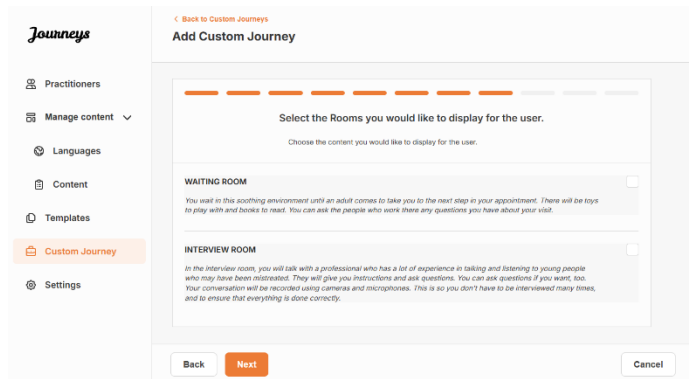 Journeys
Practitioners
Manage content
Languages
Content
Templates
Custom Journey
Settings
Back to Custom Journeys
Add Custom Journey
Select the Rooms you would like to display for the user.
Choose the content you would like to display for the user.
WAITING ROOM
You wait in this soothing environment until an adult comes to take you to the next step in your appointment. There will be toys
to play with and books to read. You can ask the people who work there any questions you have about your visit.
INTERVIEW ROOM
In the interview room, you will talk with a professional who has a lot of experience in talking and listening to young people
who may have been mistreated. They will give you instructions and ask questions. You can ask questions if you want, too.
Your conversation will be recorded using cameras and microphones. This is so you don't have to be interviewed many times,
and to ensure that everything is done correctly.
Back
Next
Cancel